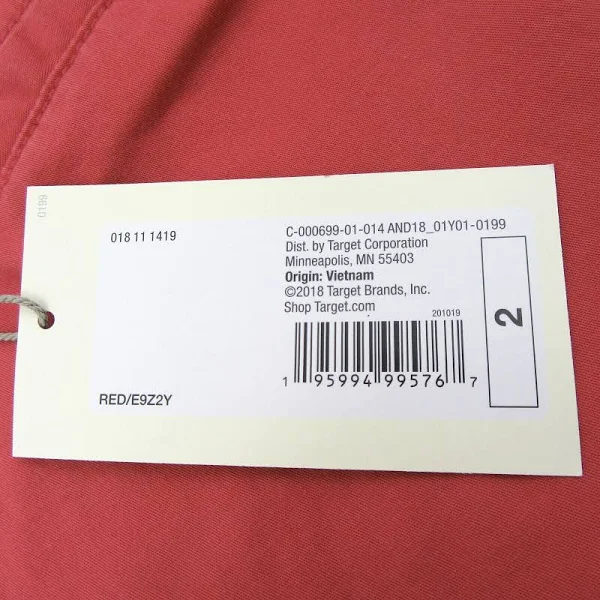 0199
018 11 1419
C-000699-01-014 AND18_01Y01-0199
Dist. by Target Corporation
Minneapolis, MN 55403
Origin: Vietnam
©2018 Target Brands, Inc.
Shop Target.com
201019
1 95994 99576 7
2
RED/E9Z2Y